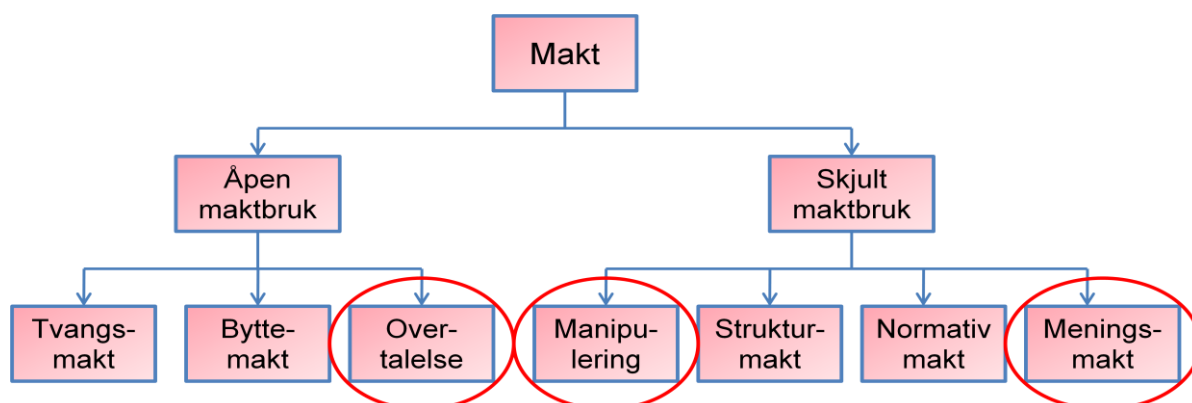 Makt
Åpen
maktbruk
Skjult
maktbruk
Tvangs-
makt
Bytte-
makt
Over-
talelse
Manipu-
lering
Struktur-
makt
Normativ
makt
Menings-
makt